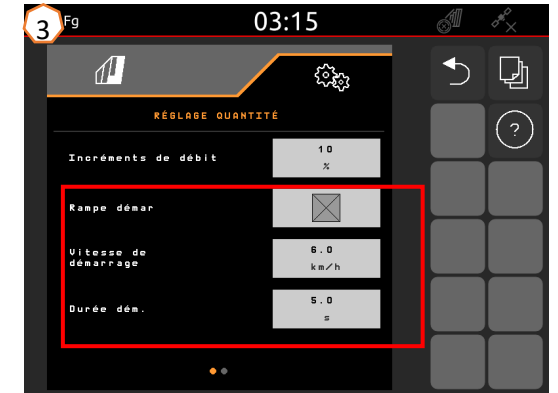 3
Fg
03:15
RÉGLAGE QUANTITÉ
Incréments de débit
10
%
Rampe démar
Vitesse de
démarrage
6.0
km/h
Durée dém.
5.0
s
?